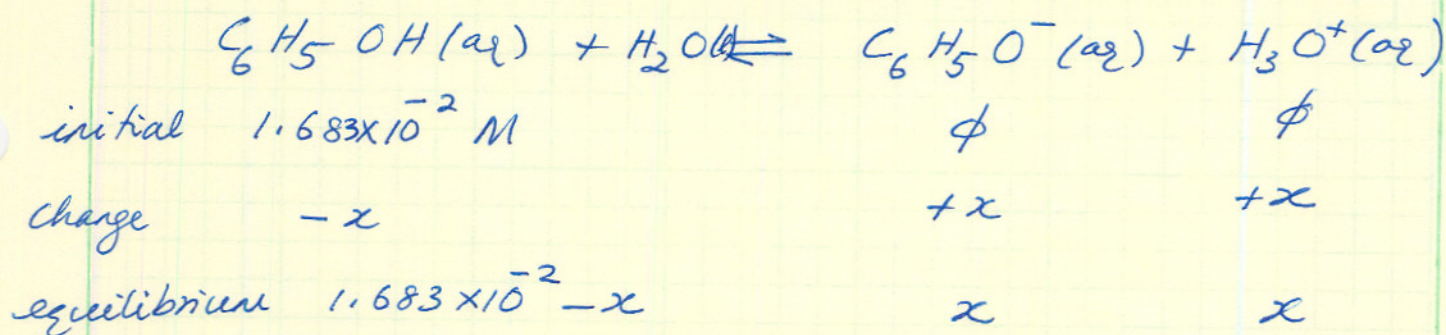 C₆H₅OH(aq) + H₂O(l) ⇌ C₆H₅O⁻(aq) + H₃O⁺(aq)
initial 1.683×10⁻² M ϕ ϕ
change −x +x +x
equilibrium 1.683×10⁻²−x x x